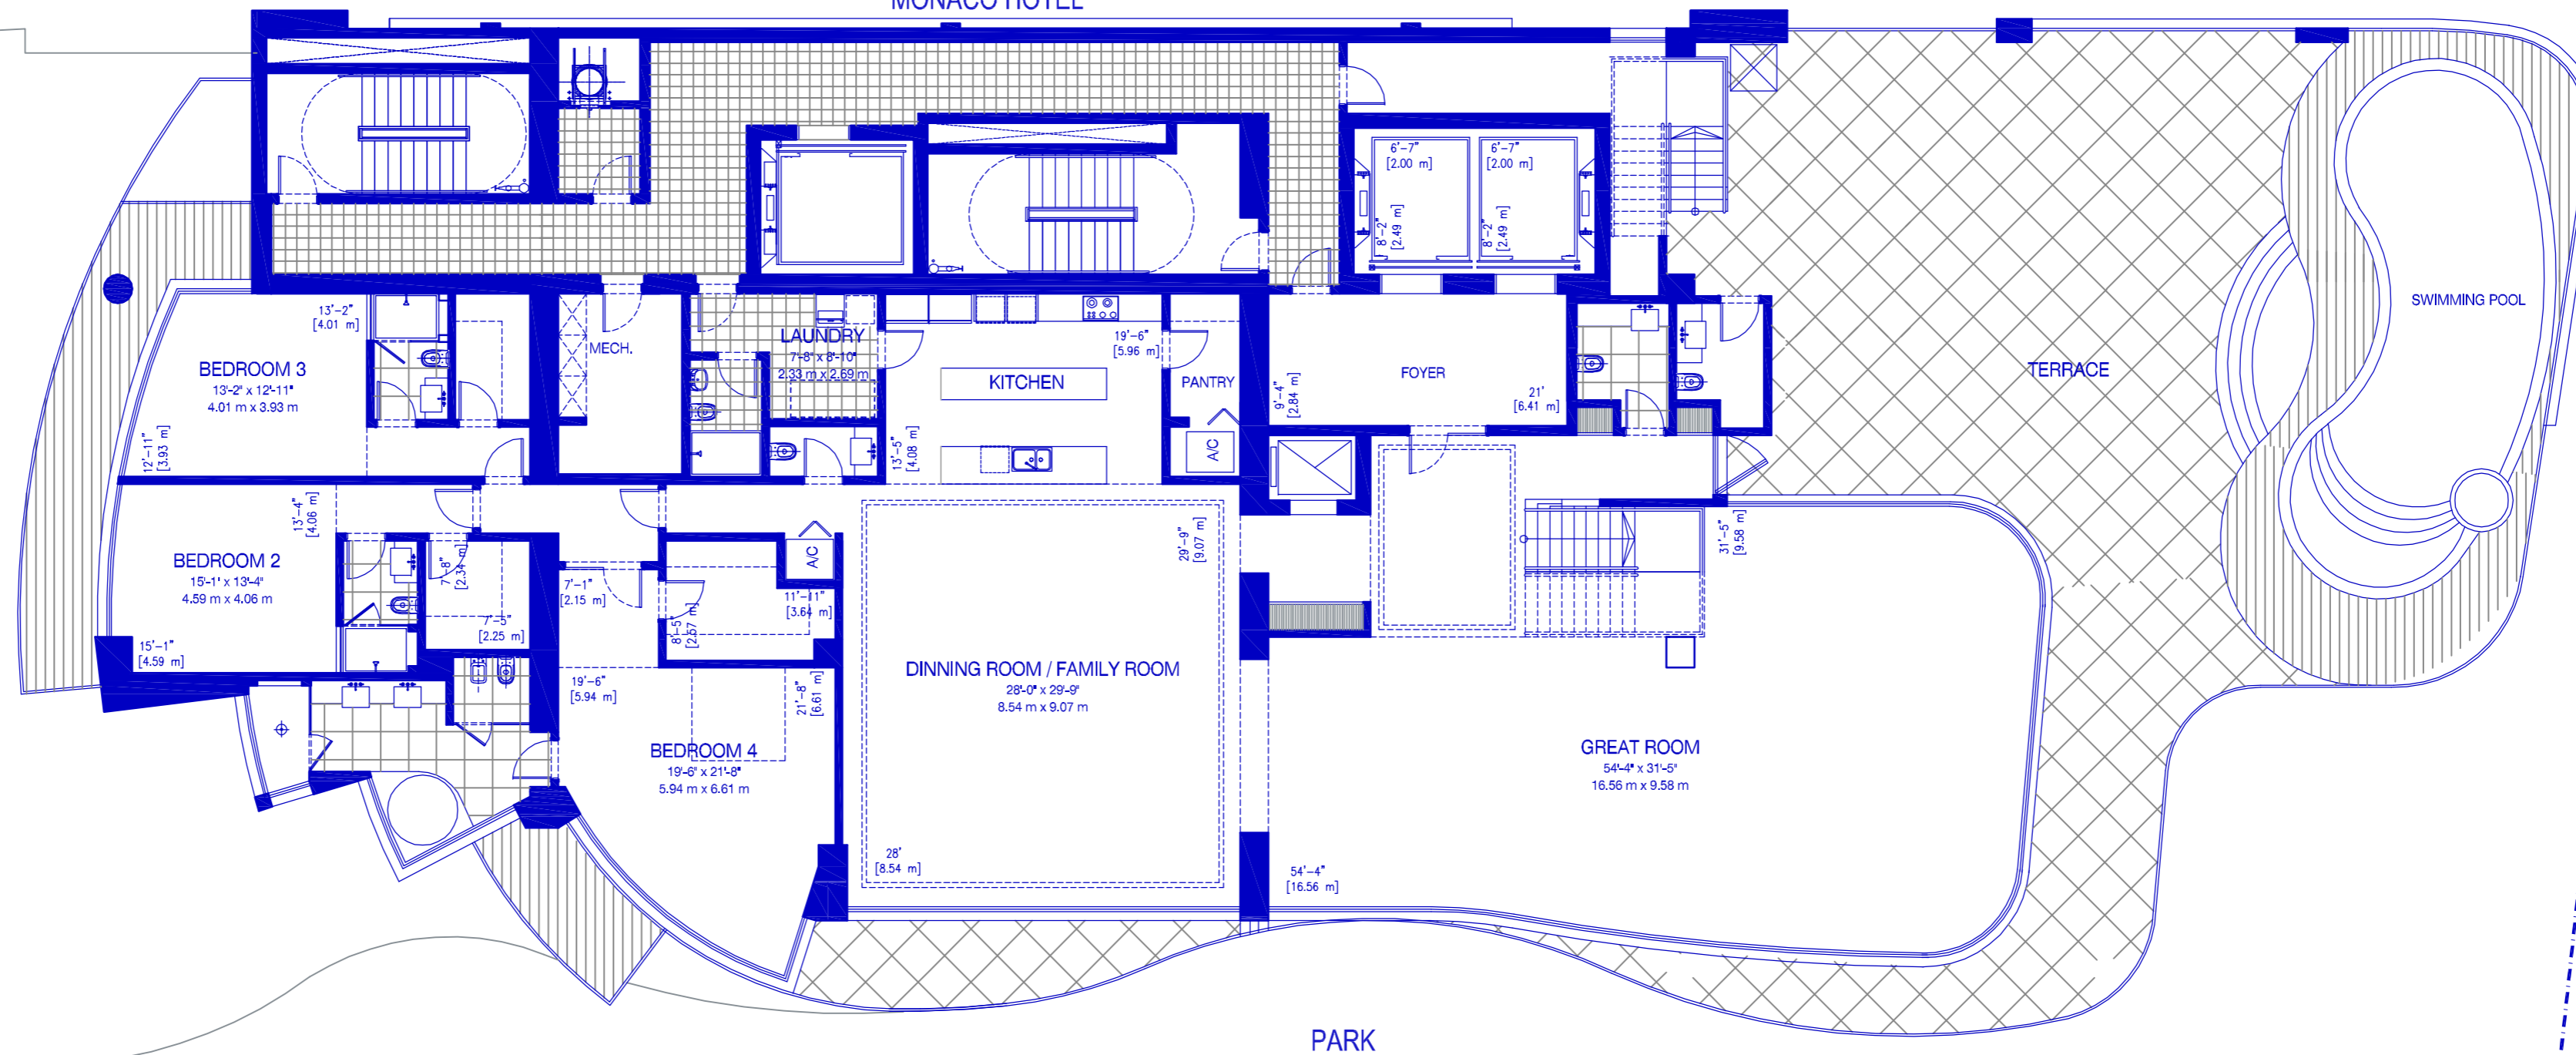 MONACO HOTEL
6'-7"
[2.00 m]
6'-7"
[2.00 m]
8'-2"
[2.49 m]
8'-2"
[2.49 m]
SWIMMING POOL
TERRACE
13'-2"
[4.01 m]
BEDROOM 3
13'-2" x 12'-11"
4.01 m x 3.93 m
12'-11"
[3.93 m]
MECH.
LAUNDRY
7'-8" x 8'-10"
2.33 m x 2.69 m
KITCHEN
19'-6"
[5.96 m]
PANTRY
13'-5"
[4.08 m]
A/C
FOYER
9'-4"
[2.84 m]
21'
[6.41 m]
13'-4"
[4.06 m]
BEDROOM 2
15'-1" x 13'-4"
4.59 m x 4.06 m
15'-1"
[4.59 m]
7'-8"
[2.34 m]
7'-5"
[2.25 m]
7'-1"
[2.15 m]
A/C
11'-11"
[3.64 m]
8'-5"
[2.57 m]
29'-9"
[9.07 m]
31'-5"
[9.58 m]
19'-6"
[5.94 m]
21'-8"
[6.61 m]
BEDROOM 4
19'-6" x 21'-8"
5.94 m x 6.61 m
DINNING ROOM / FAMILY ROOM
28'-0" x 29'-9"
8.54 m x 9.07 m
GREAT ROOM
54'-4" x 31'-5"
16.56 m x 9.58 m
28'
[8.54 m]
54'-4"
[16.56 m]
PARK